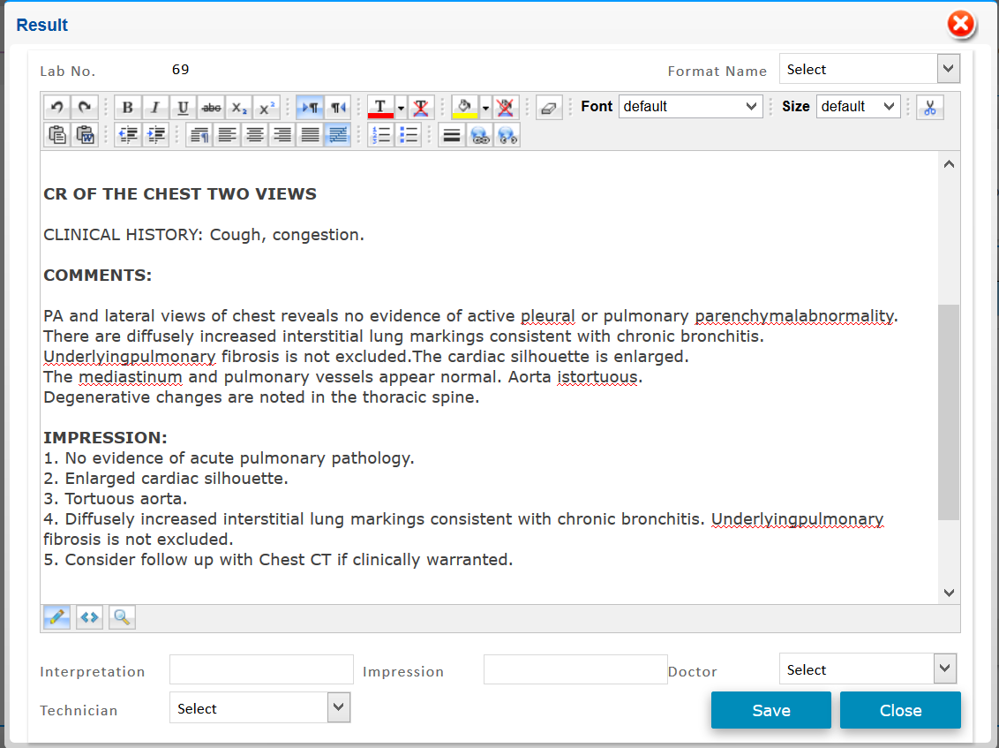 Result
Lab No. 69 Format Name Select
B I U abc X₂ X² T T Font default Size default
CR OF THE CHEST TWO VIEWS
CLINICAL HISTORY: Cough, congestion.
COMMENTS:
PA and lateral views of chest reveals no evidence of active pleural or pulmonary parenchymalabnormality.
There are diffusely increased interstitial lung markings consistent with chronic bronchitis.
Underlyingpulmonary fibrosis is not excluded.The cardiac silhouette is enlarged.
The mediastinum and pulmonary vessels appear normal. Aorta istortuous.
Degenerative changes are noted in the thoracic spine.
IMPRESSION:
1. No evidence of acute pulmonary pathology.
2. Enlarged cardiac silhouette.
3. Tortuous aorta.
4. Diffusely increased interstitial lung markings consistent with chronic bronchitis. Underlyingpulmonary
fibrosis is not excluded.
5. Consider follow up with Chest CT if clinically warranted.
Interpretation Impression Doctor Select
Technician Select Save Close